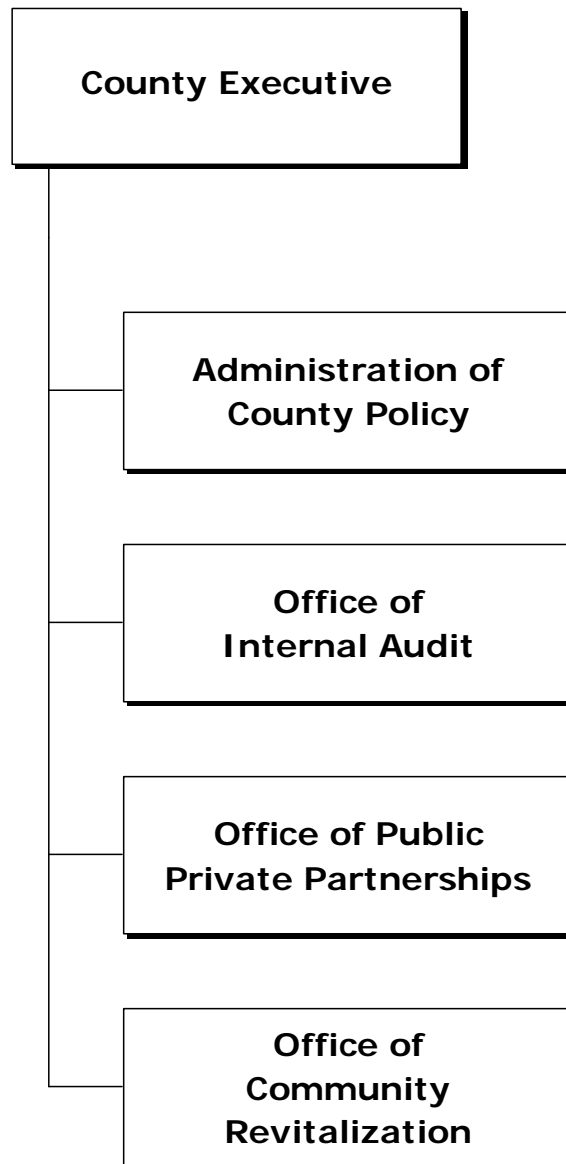 County Executive
Administration of
County Policy
Office of
Internal Audit
Office of Public
Private Partnerships
Office of
Community
Revitalization